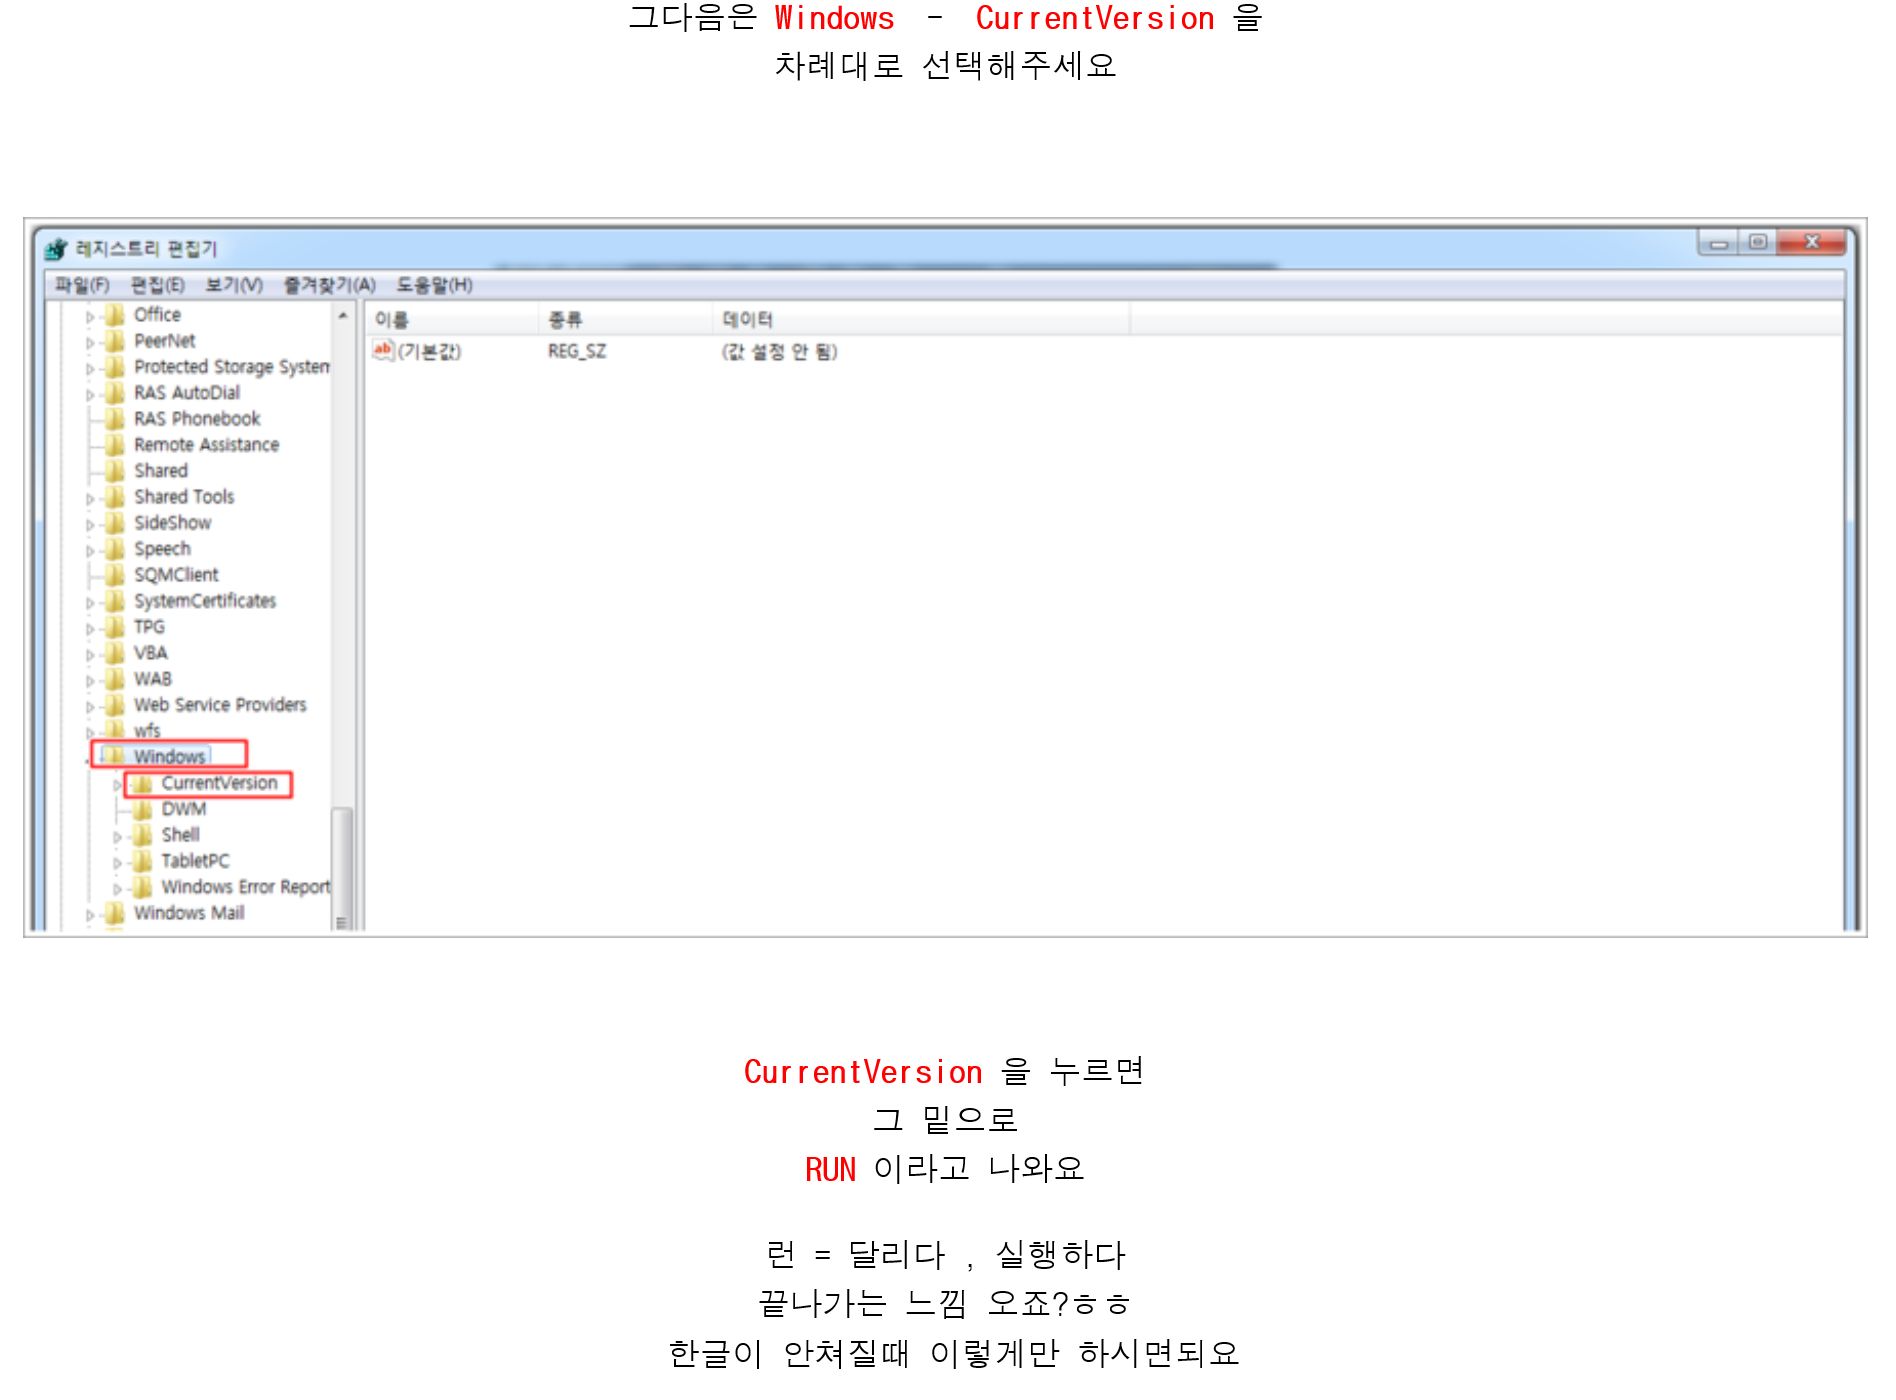 그다음은 Windows - CurrentVersion 을
차례대로 선택해주세요
레지스트리 편집기
파일(F) 편집(E) 보기(V) 즐겨찾기(A) 도움말(H)
이름 종류 데이터
(기본값) REG_SZ (값 설정 안 됨)
Office
PeerNet
Protected Storage System
RAS AutoDial
RAS Phonebook
Remote Assistance
Shared
Shared Tools
SideShow
Speech
SQMClient
SystemCertificates
TPG
VBA
WAB
Web Service Providers
wfs
Windows
CurrentVersion
DWM
Shell
TabletPC
Windows Error Report
Windows Mail
CurrentVersion 을 누르면
그 밑으로
RUN 이라고 나와요
런 = 달리다 , 실행하다
끝나가는 느낌 오죠?ㅎㅎ
한글이 안쳐질때 이렇게만 하시면되요